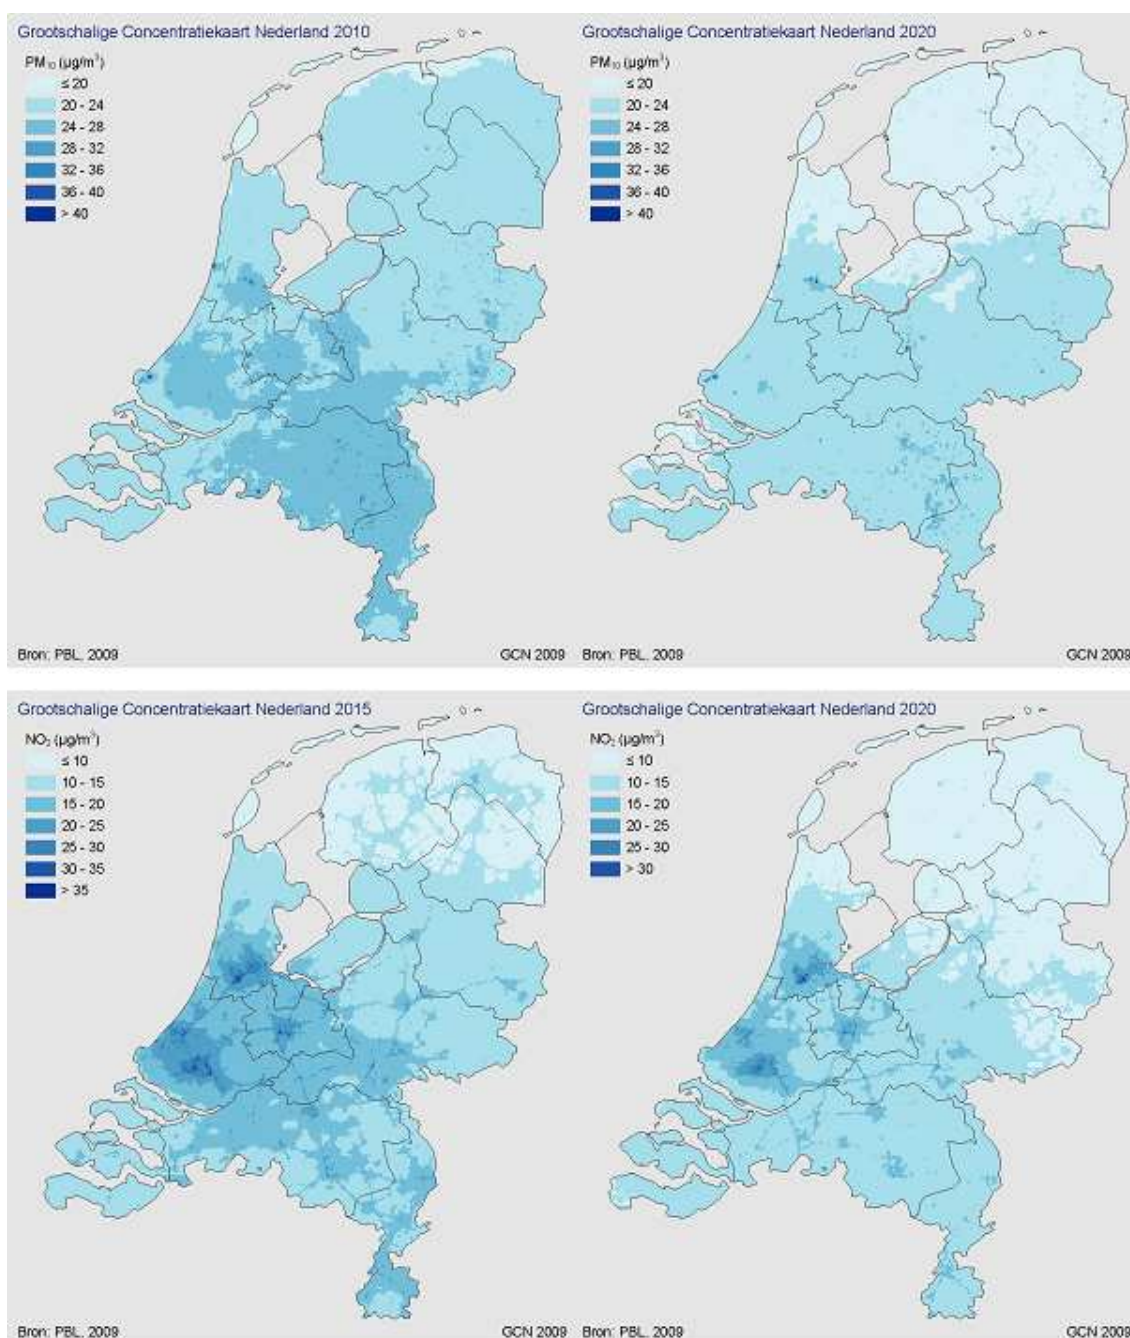 Grootschalige Concentratiekaart Nederland 2010
PM₁₀ (µg/m³)
≤ 20
20 - 24
24 - 28
28 - 32
32 - 36
36 - 40
> 40
Bron: PBL, 2009
GCN 2009
Grootschalige Concentratiekaart Nederland 2020
PM₁₀ (µg/m³)
≤ 20
20 - 24
24 - 28
28 - 32
32 - 36
36 - 40
> 40
Bron: PBL, 2009
GCN 2009
Grootschalige Concentratiekaart Nederland 2015
NO₂ (µg/m³)
≤ 10
10 - 15
15 - 20
20 - 25
25 - 30
30 - 35
> 35
Bron: PBL, 2009
GCN 2009
Grootschalige Concentratiekaart Nederland 2020
NO₂ (µg/m³)
≤ 10
10 - 15
15 - 20
20 - 25
25 - 30
> 30
Bron: PBL, 2009
GCN 2009